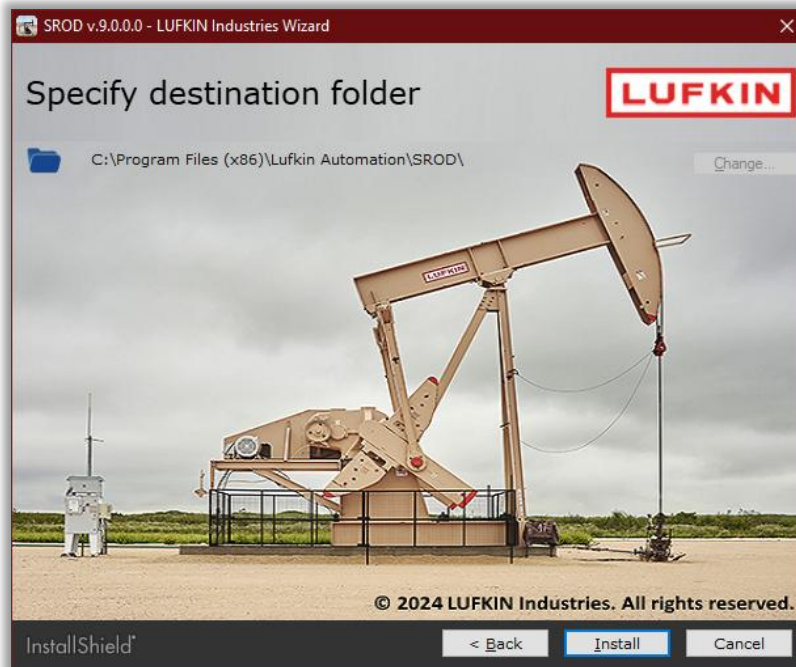 SROD v.9.0.0.0 - LUFKIN Industries Wizard
Specify destination folder
LUFKIN
C:\Program Files (x86)\Lufkin Automation\SROD\
Change...
LUFKIN
© 2024 LUFKIN Industries. All rights reserved.
InstallShield
< Back
Install
Cancel